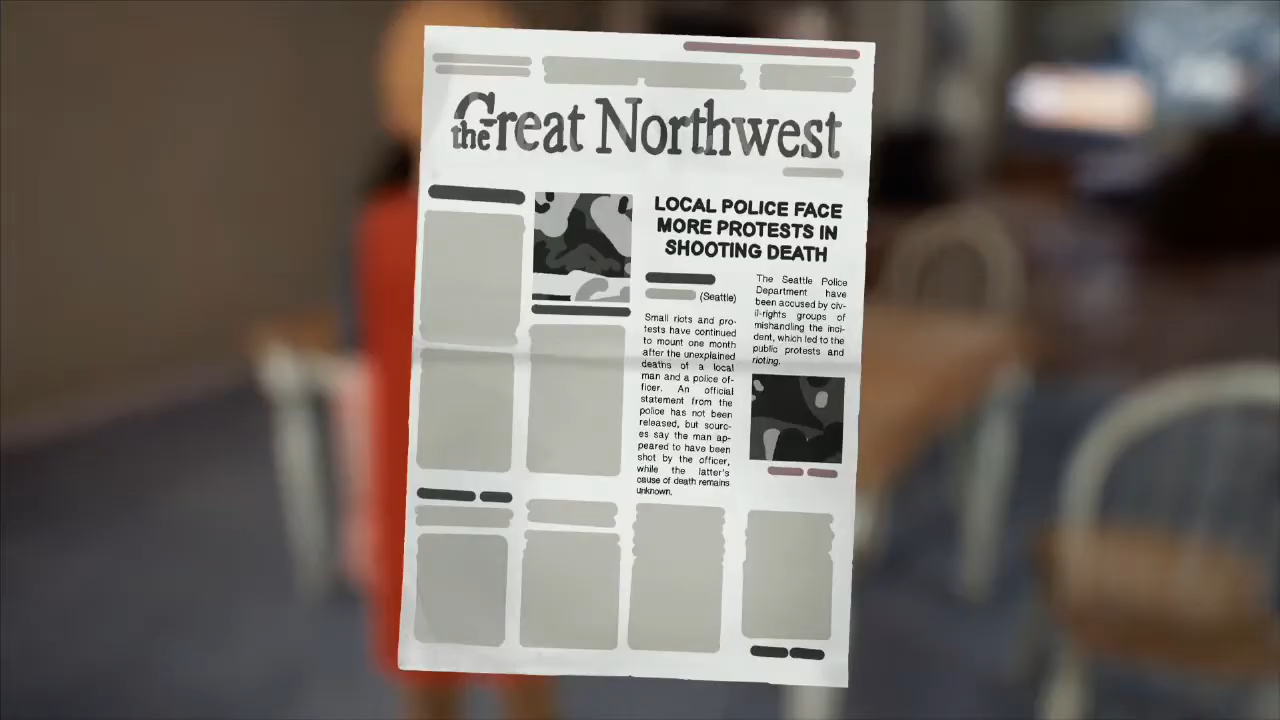 the Great Northwest
LOCAL POLICE FACE
MORE PROTESTS IN
SHOOTING DEATH
(Seattle)
Small riots and pro-
tests have continued
to mount one month
after the unexplained
deaths of a local
man and a police of-
ficer. An official
statement from the
police has not been
released, but sourc-
es say the man ap-
peared to have been
shot by the officer,
while the latter's
cause of death remains
unknown.
The Seattle Police
Department have
been accused by civ-
il-rights groups of
mishandling the inci-
dent, which led to the
public protests and
rioting.